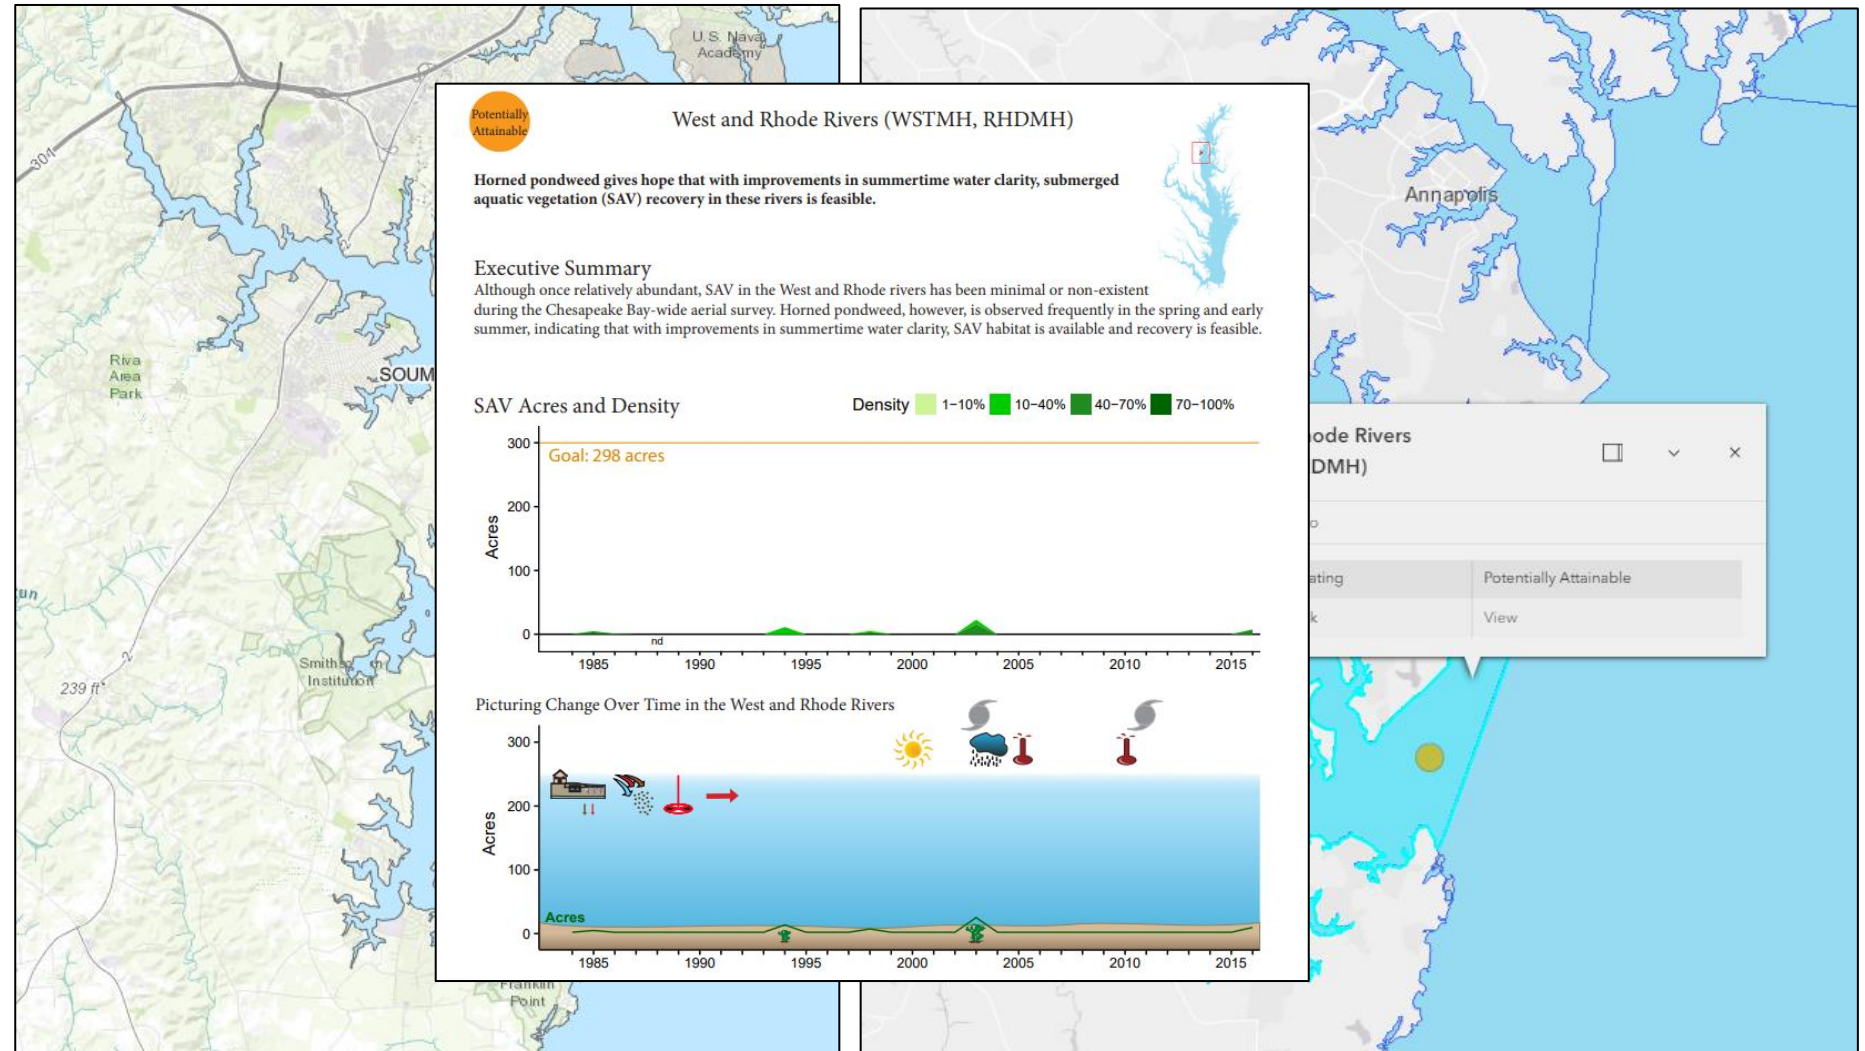 U.S. Naval
Academy
304
Riva
Area
Park
SOUM
un
2
239 ft
Smithsonian
Institution
Franklin
Point
Potentially
Attainable
West and Rhode Rivers (WSTMH, RHDMH)
Horned pondweed gives hope that with improvements in summertime water clarity, submerged
aquatic vegetation (SAV) recovery in these rivers is feasible.
Executive Summary
Although once relatively abundant, SAV in the West and Rhode rivers has been minimal or non-existent
during the Chesapeake Bay-wide aerial survey. Horned pondweed, however, is observed frequently in the spring and early
summer, indicating that with improvements in summertime water clarity, SAV habitat is available and recovery is feasible.
SAV Acres and Density
Density 1−10% 10−40% 40−70% 70−100%
300
Goal: 298 acres
200
Acres
100
0
nd
1985 1990 1995 2000 2005 2010 2015
Picturing Change Over Time in the West and Rhode Rivers
300
200
Acres
100
Acres
0
1985 1990 1995 2000 2005 2010 2015
Annapolis
ode Rivers
DMH)
o
ating Potentially Attainable
k View